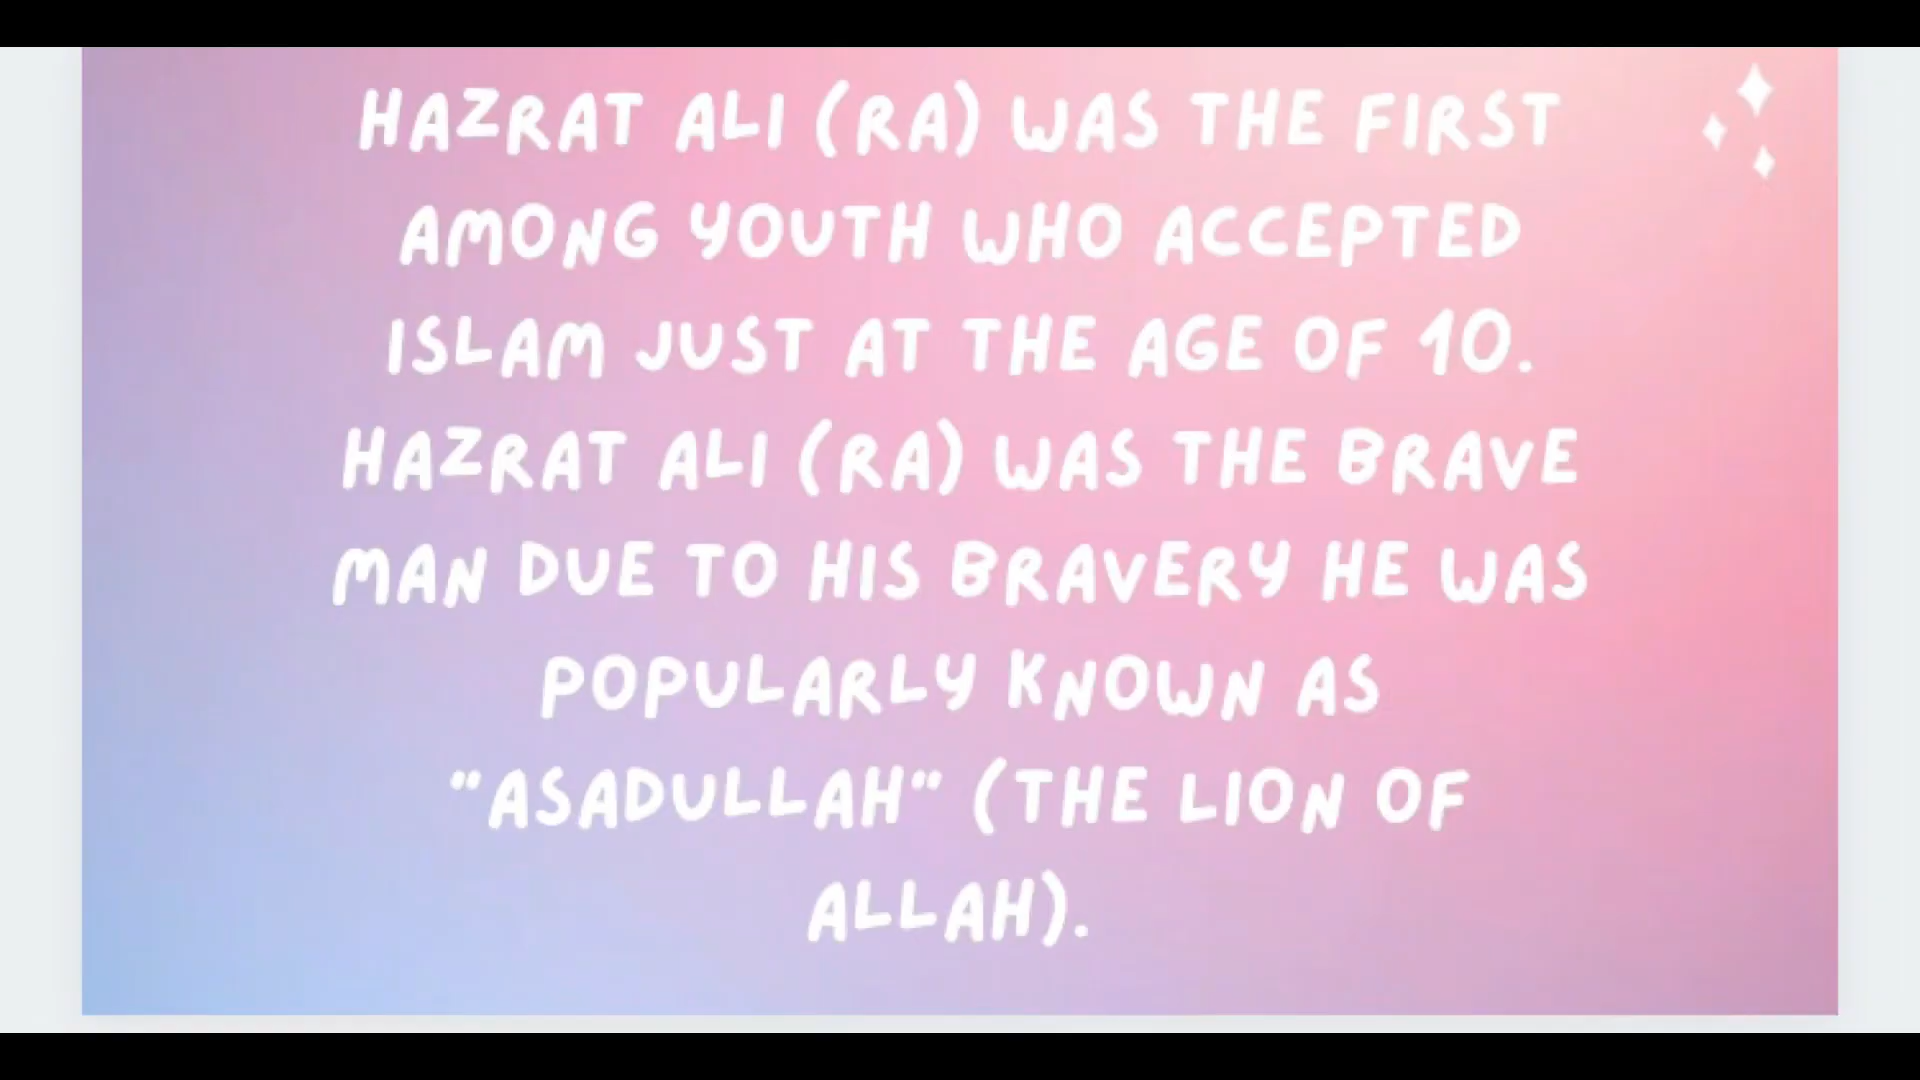 HAZRAT ALI (RA) WAS THE FIRST
AMONG YOUTH WHO ACCEPTED
ISLAM JUST AT THE AGE OF 10.
HAZRAT ALI (RA) WAS THE BRAVE
MAN DUE TO HIS BRAVERY HE WAS
POPULARLY KNOWN AS
"ASADULLAH" (THE LION OF
ALLAH).